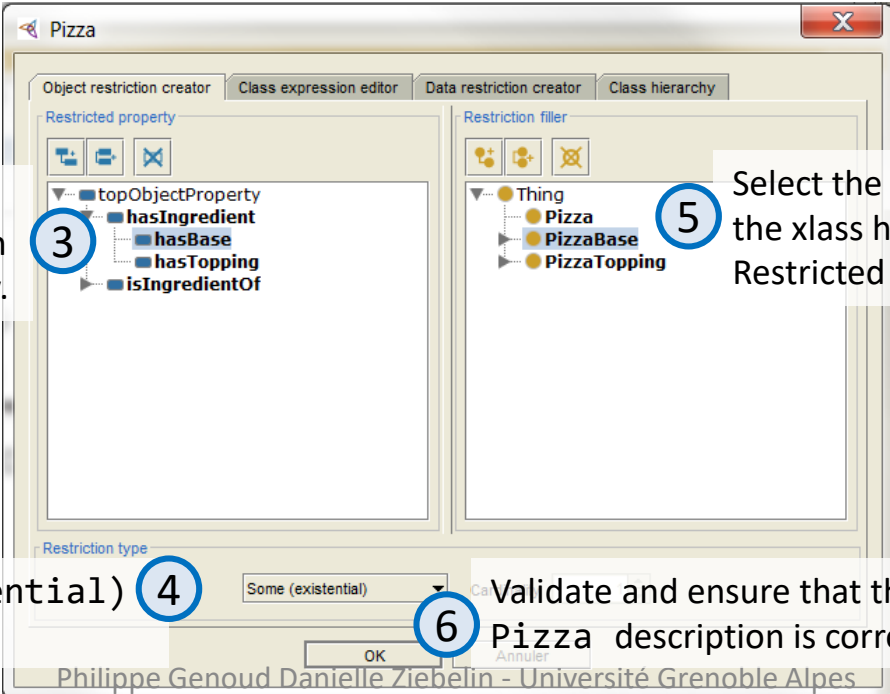 Pizza
X
Object restriction creator
Class expression editor
Data restriction creator
Class hierarchy
Restricted property
Restriction filler
topObjectProperty
hasIngredient
hasBase
hasTopping
isIngredientOf
Thing
Pizza
PizzaBase
PizzaTopping
3
5
Select the
the xlass h
Restricted
Restriction type
ential)
4
Some (existential)
6
Validate and ensure that th
Pizza description is corre
OK
Annuler
Philippe Genoud Danielle Ziebelin - Université Grenoble Alpes